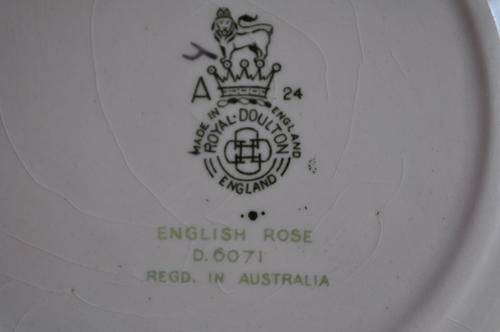 A 24
MADE IN ENGLAND
ROYAL·DOULTON
ENGLAND
ENGLISH ROSE
D.6071
REGD. IN AUSTRALIA